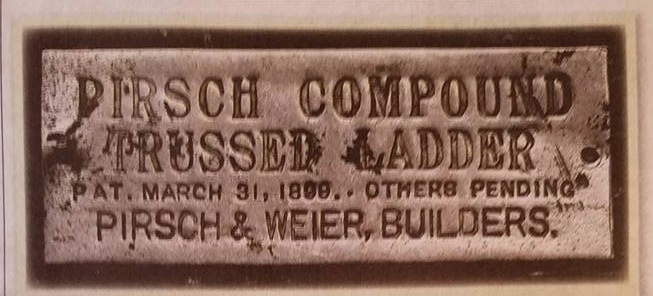 PIRSCH COMPOUND
TRUSSED LADDER
PAT. MARCH 31, 1899. . OTHERS PENDING
PIRSCH & WEIER, BUILDERS.